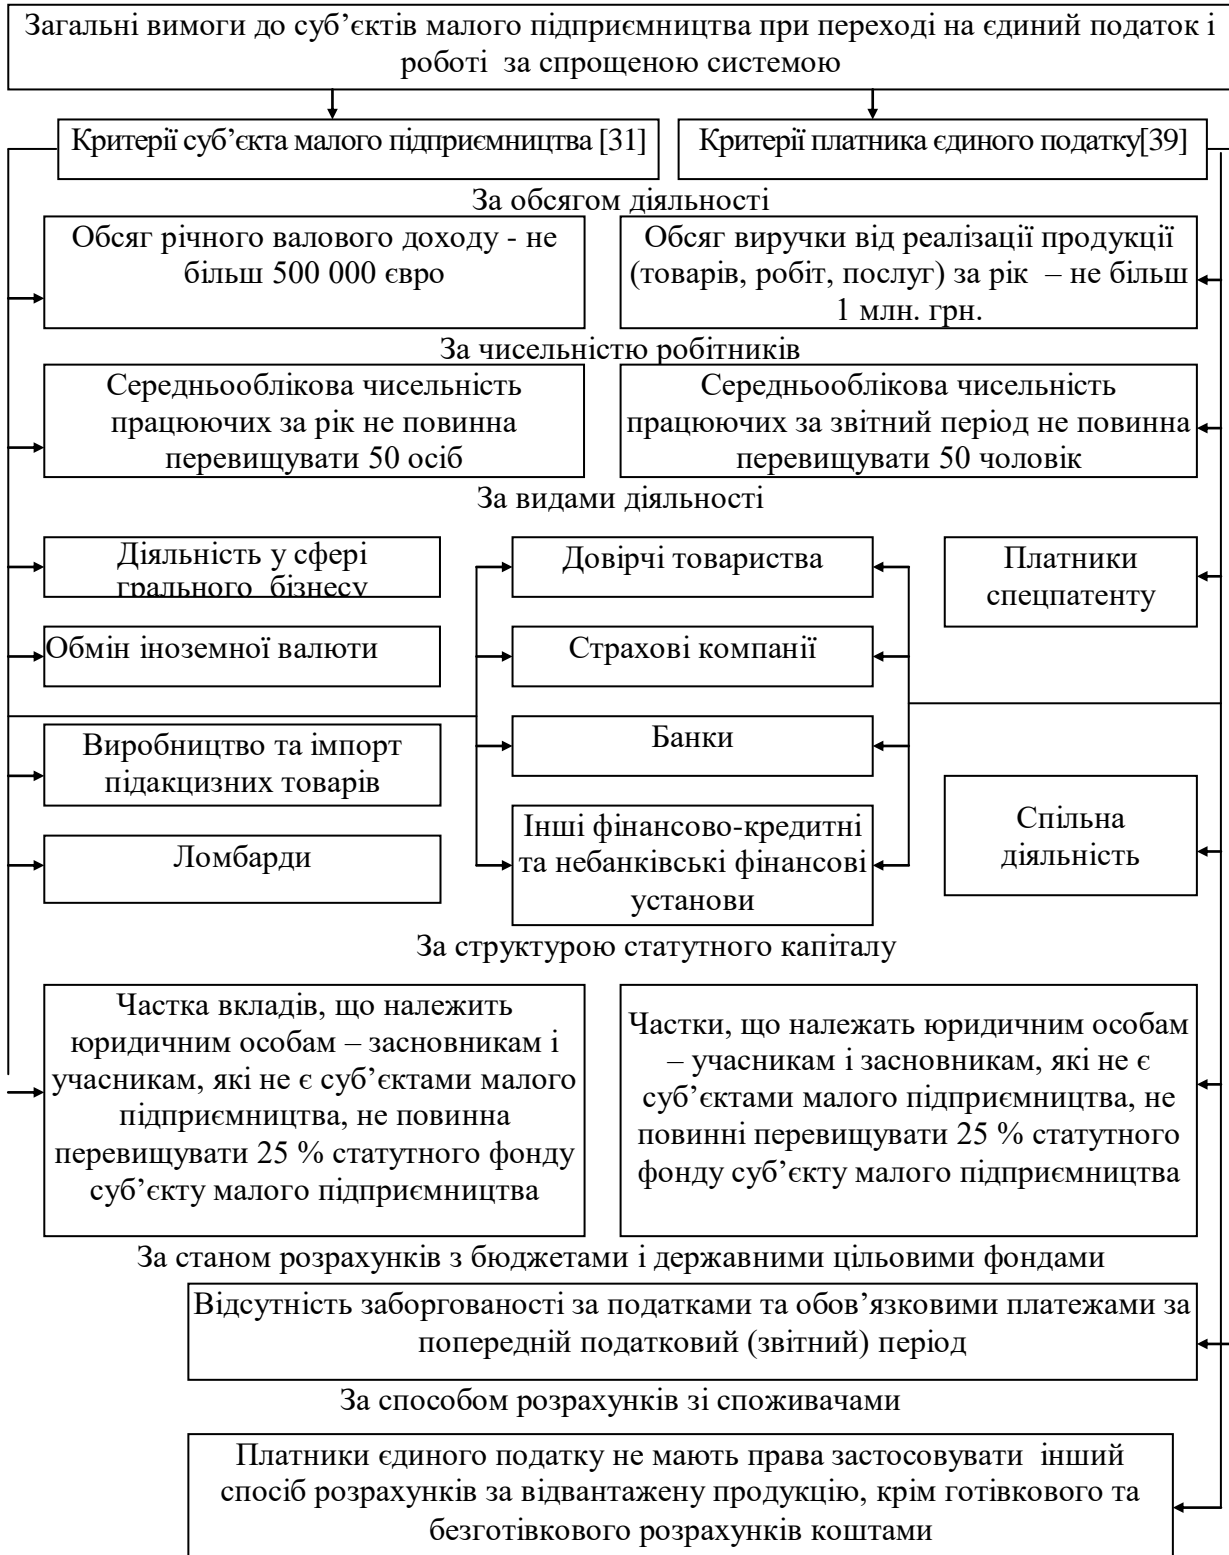 Загальні вимоги до суб’єктів малого підприємництва при переході на єдиний податок і
роботі за спрощеною системою
Критерії суб’єкта малого підприємництва [31]
Критерії платника єдиного податку[39]
За обсягом діяльності
Обсяг річного валового доходу - не
більш 500 000 євро
Обсяг виручки від реалізації продукції
(товарів, робіт, послуг) за рік – не більш
1 млн. грн.
За чисельністю робітників
Середньооблікова чисельність
працюючих за рік не повинна
перевищувати 50 осіб
Середньооблікова чисельність
працюючих за звітний період не повинна
перевищувати 50 чоловік
За видами діяльності
Діяльність у сфері
грального бізнесу
Довірчі товариства
Платники
спецпатенту
Обмін іноземної валюти
Страхові компанії
Виробництво та імпорт
підакцизних товарів
Банки
Спільна
діяльність
Ломбарди
Інші фінансово-кредитні
та небанківські фінансові
установи
За структурою статутного капіталу
Частка вкладів, що належить
юридичним особам – засновникам і
учасникам, які не є суб’єктами малого
підприємництва, не повинна
перевищувати 25 % статутного фонду
суб’єкту малого підприємництва
Частки, що належать юридичним особам
– учасникам і засновникам, які не є
суб’єктами малого підприємництва, не
повинні перевищувати 25 % статутного
фонду суб’єкту малого підприємництва
За станом розрахунків з бюджетами і державними цільовими фондами
Відсутність заборгованості за податками та обов’язковими платежами за
попередній податковий (звітний) період
За способом розрахунків зі споживачами
Платники єдиного податку не мають права застосовувати інший
спосіб розрахунків за відвантажену продукцію, крім готівкового та
безготівкового розрахунків коштами